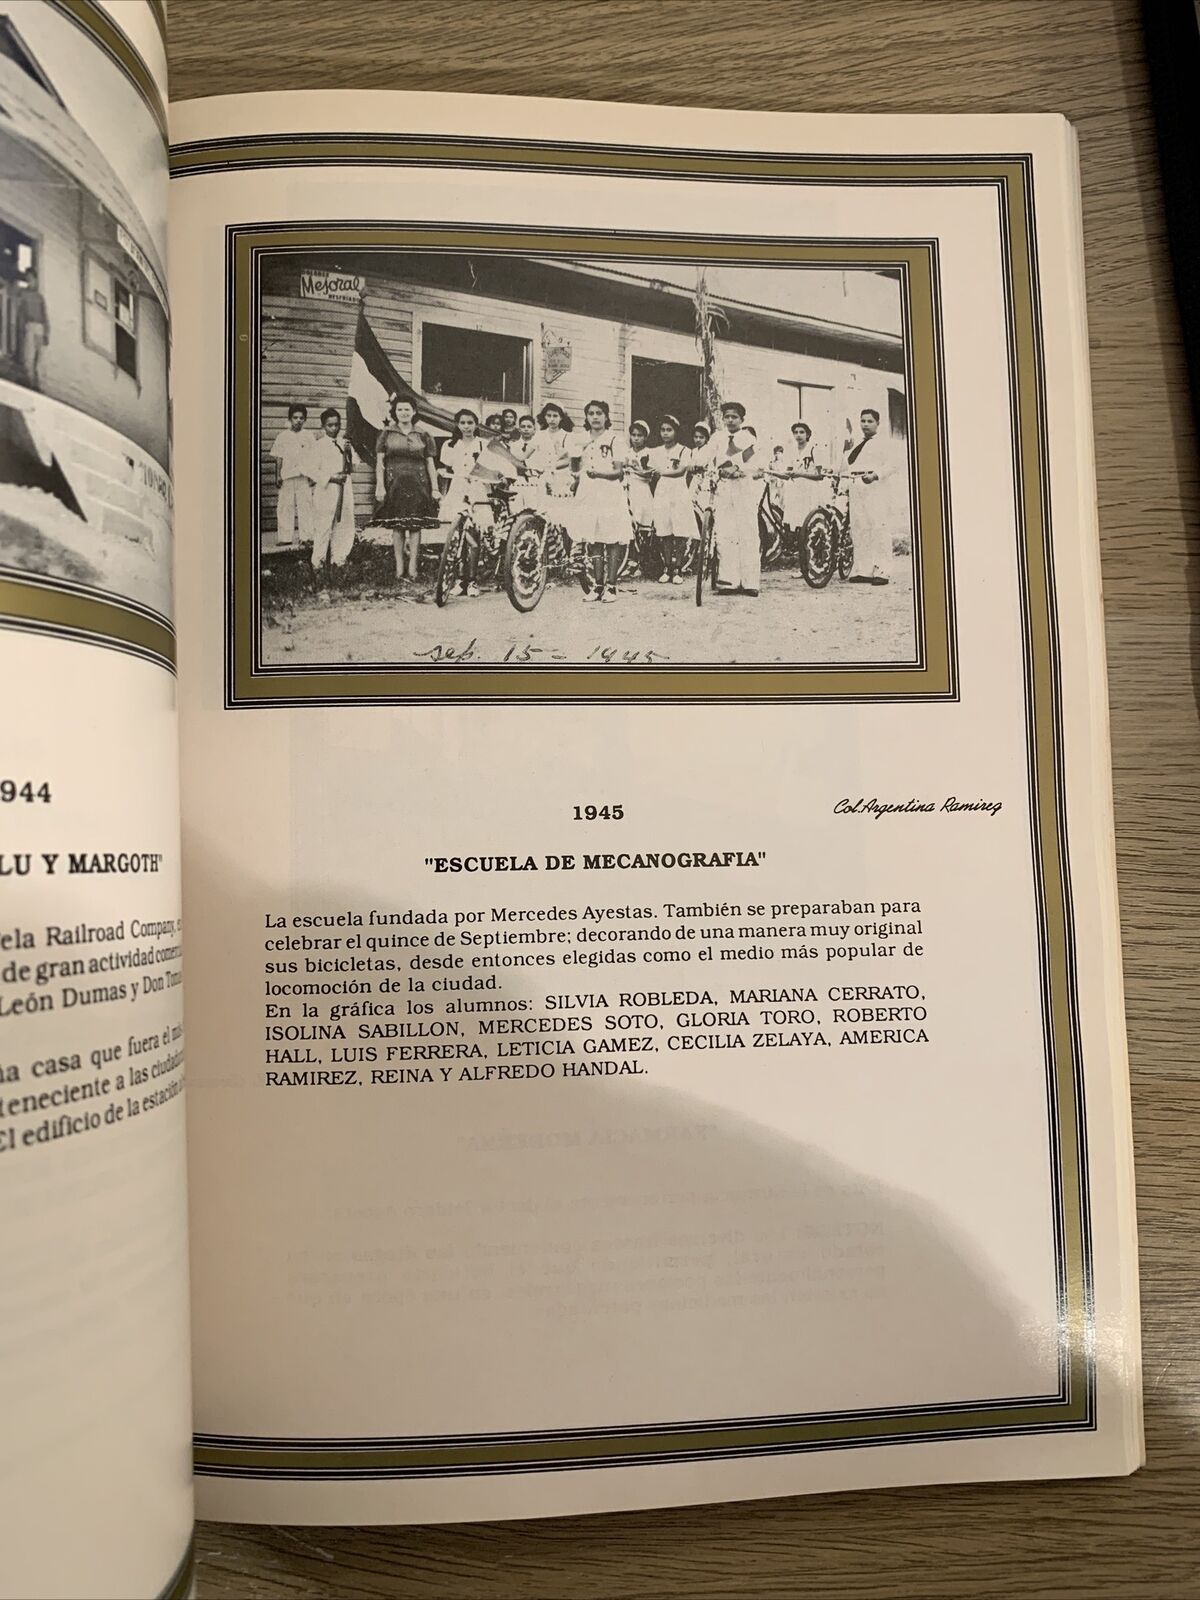 944
LU Y MARGOTH"
ela Railroad Company,
de gran actividad
León Dumas y Don
a casa que fuera el
teneciente a las
El edificio de la estación
Mejoral
sep. 15 - 1945
1945
Col. Argentina Ramirez
"ESCUELA DE MECANOGRAFIA"
La escuela fundada por Mercedes Ayestas. También se preparaban para
celebrar el quince de Septiembre; decorando de una manera muy original
sus bicicletas, desde entonces elegidas como el medio más popular de
locomoción de la ciudad.
En la gráfica los alumnos: SILVIA ROBLEDA, MARIANA CERRATO,
ISOLINA SABILLON, MERCEDES SOTO, GLORIA TORO, ROBERTO
HALL, LUIS FERRERA, LETICIA GAMEZ, CECILIA ZELAYA, AMERICA
RAMIREZ, REINA Y ALFREDO HANDAL.